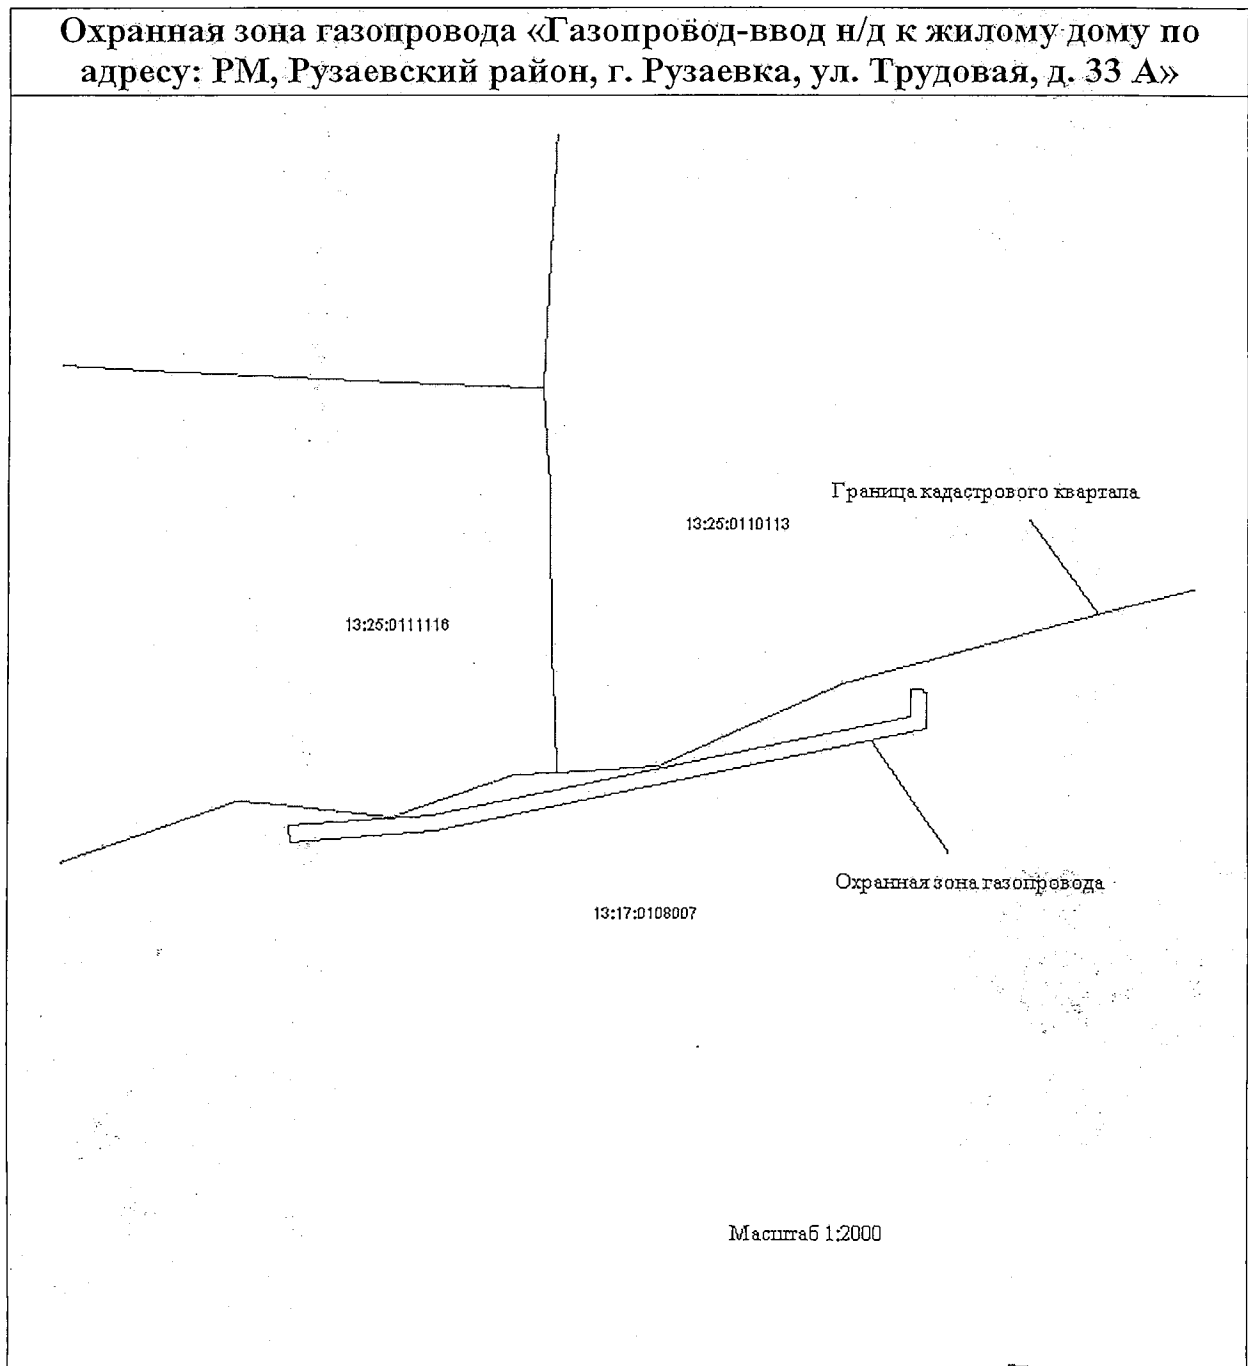 Охранная зона газопровода «Газопровод-ввод н/д к жилому дому по
адресу: РМ, Рузаевский район, г. Рузаевка, ул. Трудовая, д. 33 А»
Граница кадастрового квартала
13:25:0110113
13:25:0111116
Охранная зона газопровода
13:17:0108007
Масштаб 1:2000